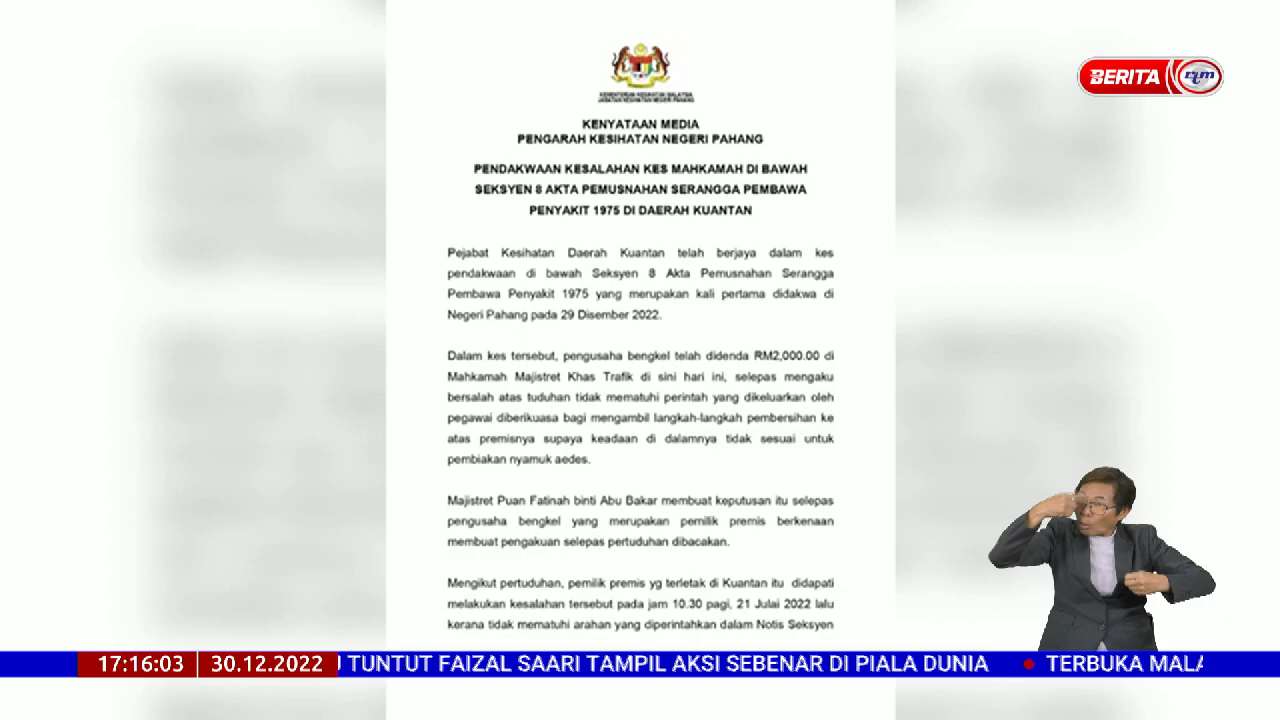 BERITA rtm
KEMENTERIAN KESIHATAN MALAYSIA
JABATAN KESIHATAN NEGERI PAHANG
KENYATAAN MEDIA
PENGARAH KESIHATAN NEGERI PAHANG
PENDAKWAAN KESALAHAN KES MAHKAMAH DI BAWAH
SEKSYEN 8 AKTA PEMUSNAHAN SERANGGA PEMBAWA
PENYAKIT 1975 DI DAERAH KUANTAN
Pejabat Kesihatan Daerah Kuantan telah berjaya dalam kes
pendakwaan di bawah Seksyen 8 Akta Pemusnahan Serangga
Pembawa Penyakit 1975 yang merupakan kali pertama didakwa di
Negeri Pahang pada 29 Disember 2022.
Dalam kes tersebut, pengusaha bengkel telah didenda RM2,000.00 di
Mahkamah Majistret Khas Trafik di sini hari ini, selepas mengaku
bersalah atas tuduhan tidak mematuhi perintah yang dikeluarkan oleh
pegawai diberikuasa bagi mengambil langkah-langkah pembersihan ke
atas premisnya supaya keadaan di dalamnya tidak sesuai untuk
pembiakan nyamuk aedes.
Majistret Puan Fatinah binti Abu Bakar membuat keputusan itu selepas
pengusaha bengkel yang merupakan pemilik premis berkenaan
membuat pengakuan selepas pertuduhan dibacakan.
Mengikut pertuduhan, pemilik premis yg terletak di Kuantan itu didapati
melakukan kesalahan tersebut pada jam 10.30 pagi, 21 Julai 2022 lalu
kerana tidak mematuhi arahan yang diperintahkan dalam Notis Seksyen
17:16:03 30.12.2022 TUNTUT FAIZAL SAARI TAMPIL AKSI SEBENAR DI PIALA DUNIA • TERBUKA MALA